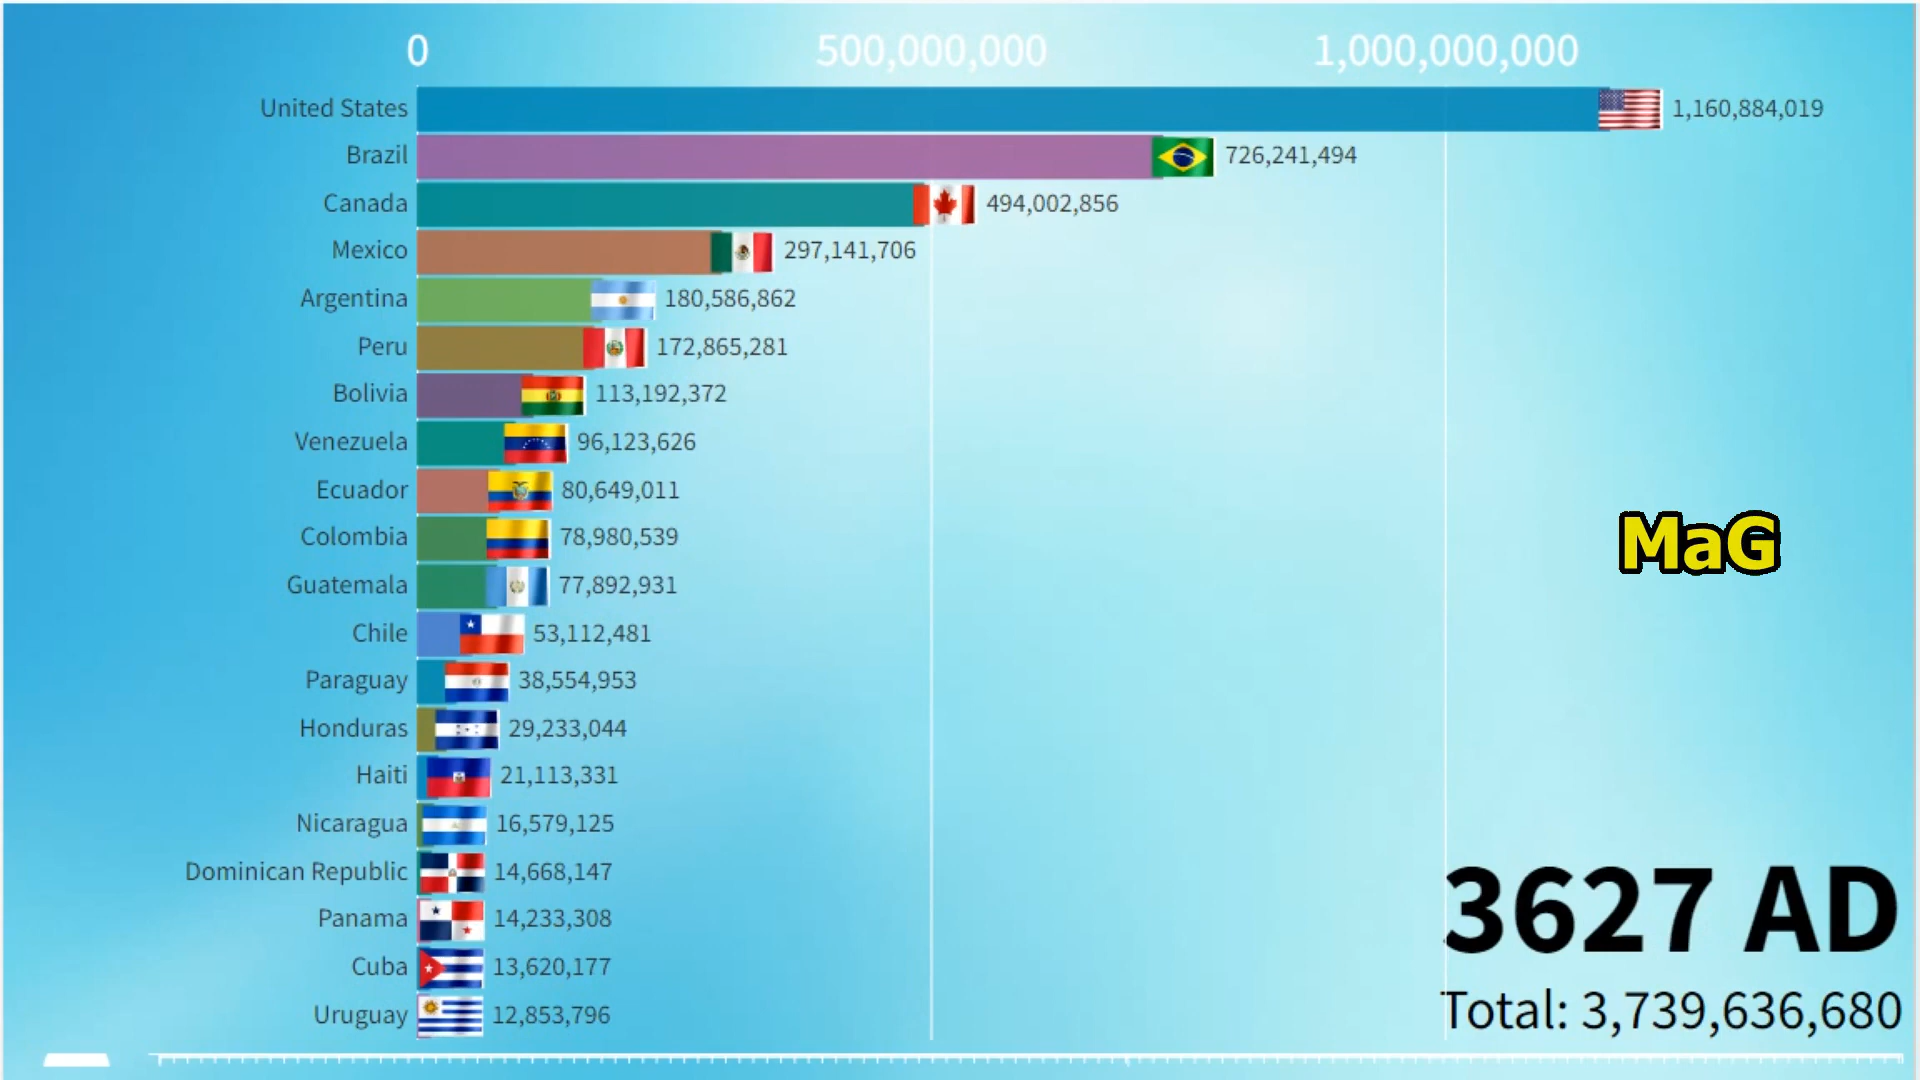 0 500,000,000 1,000,000,000
United States 1,160,884,019
Brazil 726,241,494
Canada 494,002,856
Mexico 297,141,706
Argentina 180,586,862
Peru 172,865,281
Bolivia 113,192,372
Venezuela 96,123,626
Ecuador 80,649,011
Colombia 78,980,539
Guatemala 77,892,931
Chile 53,112,481
Paraguay 38,554,953
Honduras 29,233,044
Haiti 21,113,331
Nicaragua 16,579,125
Dominican Republic 14,668,147
Panama 14,233,308
Cuba 13,620,177
Uruguay 12,853,796
MaG
3627 AD
Total: 3,739,636,680